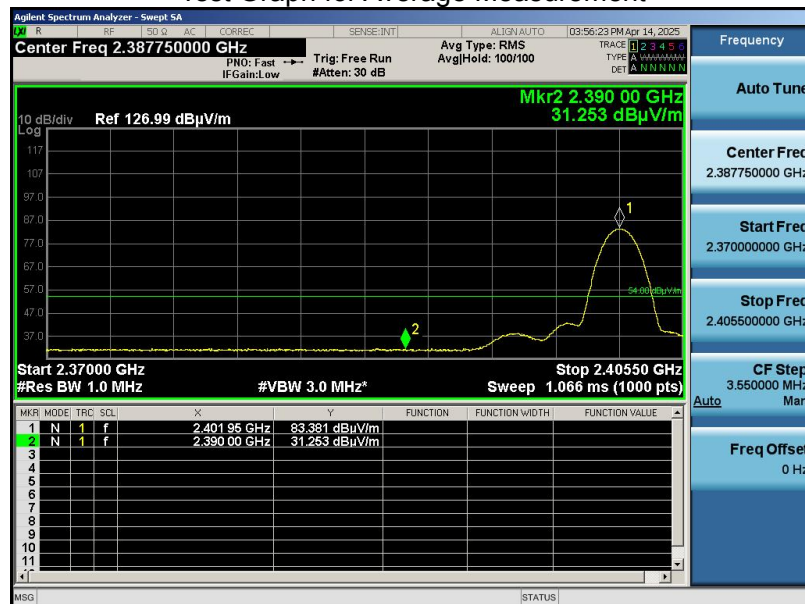 Test Graph for Average Measurement
Agilent Spectrum Analyzer - Swept SA
LXI R RF 50 Ω AC CORREC SENSE:INT ALIGN AUTO 03:56:23 PM Apr 14, 2025
Center Freq 2.387750000 GHz
PNO: Fast
IFGain:Low
Trig: Free Run
#Atten: 30 dB
Avg Type: RMS
Avg|Hold: 100/100
TRACE 1 2 3 4 5 6
TYPE A WWWWW
DET A N N N N N
Mkr2 2.390 00 GHz
31.253 dBµV/m
10 dB/div Ref 126.99 dBµV/m
Log
117
107
97.0
87.0
77.0
67.0
57.0
47.0
37.0
1
2
54.00 dBµV/m
Start 2.37000 GHz Stop 2.40550 GHz
#Res BW 1.0 MHz #VBW 3.0 MHz* Sweep 1.066 ms (1000 pts)
MKR MODE TRC SCL X Y FUNCTION FUNCTION WIDTH FUNCTION VALUE
1 N 1 f 2.401 95 GHz 83.381 dBµV/m
2 N 1 f 2.390 00 GHz 31.253 dBµV/m
3
4
5
6
7
8
9
10
11
MSG STATUS
Frequency
Auto Tune
Center Freq
2.387750000 GHz
Start Freq
2.370000000 GHz
Stop Freq
2.405500000 GHz
CF Step
3.550000 MHz
Auto Man
Freq Offset
0 Hz